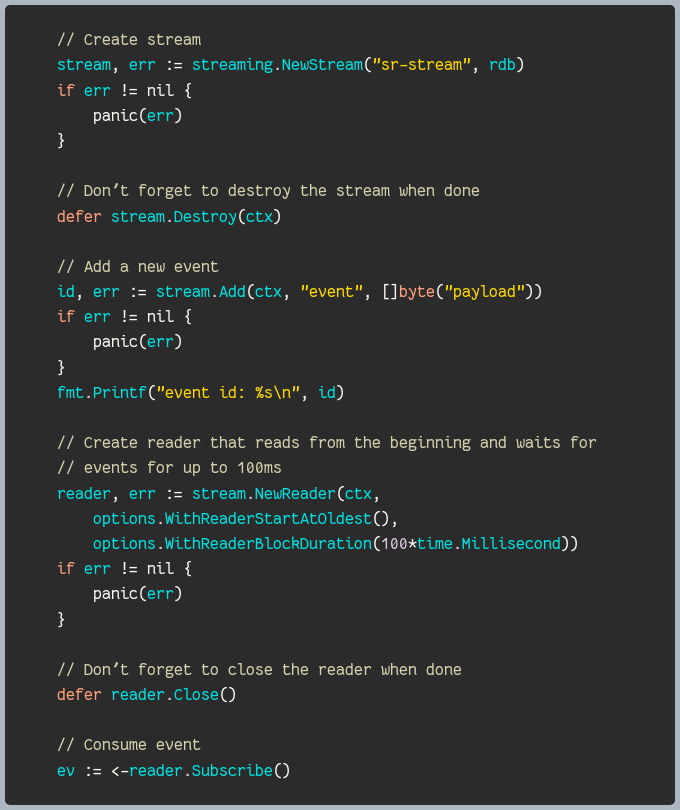 // Create stream
stream, err := streaming.NewStream("sr-stream", rdb)
if err != nil {
    panic(err)
}

// Don't forget to destroy the stream when done
defer stream.Destroy(ctx)

// Add a new event
id, err := stream.Add(ctx, "event", []byte("payload"))
if err != nil {
    panic(err)
}
fmt.Printf("event id: %s\n", id)

// Create reader that reads from the beginning and waits for
// events for up to 100ms
reader, err := stream.NewReader(ctx,
    options.WithReaderStartAtOldest(),
    options.WithReaderBlockDuration(100*time.Millisecond))
if err != nil {
    panic(err)
}

// Don't forget to close the reader when done
defer reader.Close()

// Consume event
ev := <-reader.Subscribe()